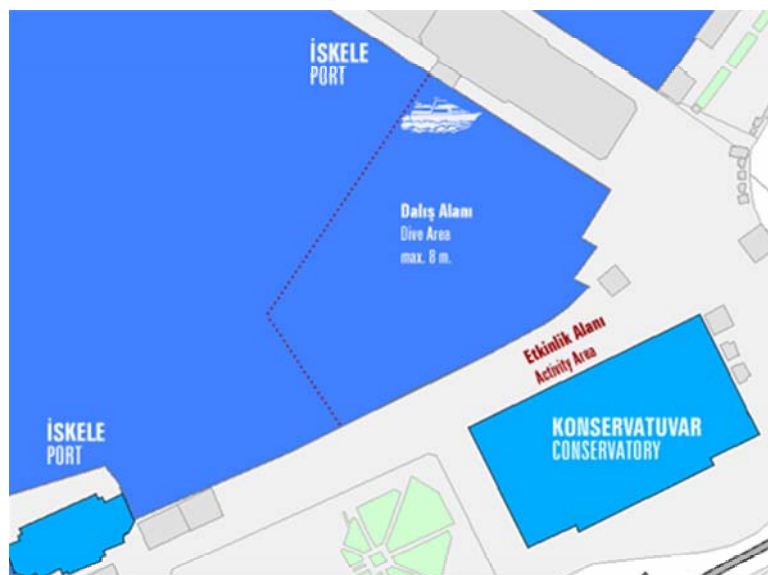 İSKELE
PORT
Dalış Alanı
Dive Area
max. 8 m.
Etkinlik Alanı
Activity Area
KONSERVATUVAR
CONSERVATORY
İSKELE
PORT